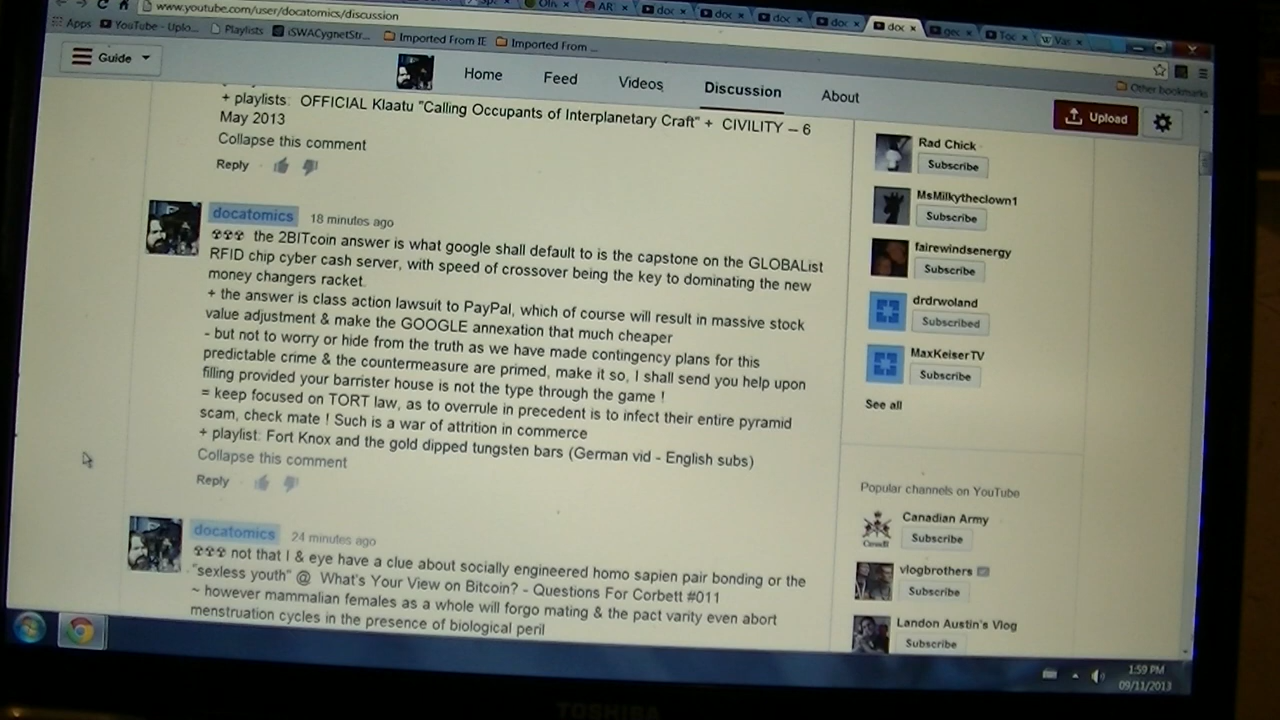 www.youtube.com/user/docatomics/discussion
Apps YouTube - Uplo... Playlists iSWACygnetStr... Imported From IE Imported From ...
Other bookmarks
Guide
Home Feed Videos Discussion About
Upload
+ playlists: OFFICIAL Klaatu "Calling Occupants of Interplanetary Craft" + CIVILITY – 6
May 2013
Collapse this comment
Reply
docatomics 18 minutes ago
☢☢☢ the 2BITcoin answer is what google shall default to is the capstone on the GLOBAList
RFID chip cyber cash server, with speed of crossover being the key to dominating the new
money changers racket.
+ the answer is class action lawsuit to PayPal, which of course will result in massive stock
value adjustment & make the GOOGLE annexation that much cheaper
- but not to worry or hide from the truth as we have made contingency plans for this
predictable crime & the countermeasure are primed, make it so, I shall send you help upon
filling provided your barrister house is not the type through the game !
= keep focused on TORT law, as to overrule in precedent is to infect their entire pyramid
scam, check mate ! Such is a war of attrition in commerce
+ playlist: Fort Knox and the gold dipped tungsten bars (German vid - English subs)
Collapse this comment
Reply
docatomics 24 minutes ago
☢☢☢ not that I & eye have a clue about socially engineered homo sapien pair bonding or the
"sexless youth" @ What's Your View on Bitcoin? - Questions For Corbett #011
~ however mammalian females as a whole will forgo mating & the pact varity even abort
menstruation cycles in the presence of biological peril
Rad Chick
Subscribe
MsMilkytheclown1
Subscribe
fairewindsenergy
Subscribe
drdrwoland
Subscribed
MaxKeiserTV
Subscribe
See all
Popular channels on YouTube
Canadian Army
Subscribe
vlogbrothers
Subscribe
Landon Austin's Vlog
Subscribe
1:59 PM
09/11/2013
TOSHIBA